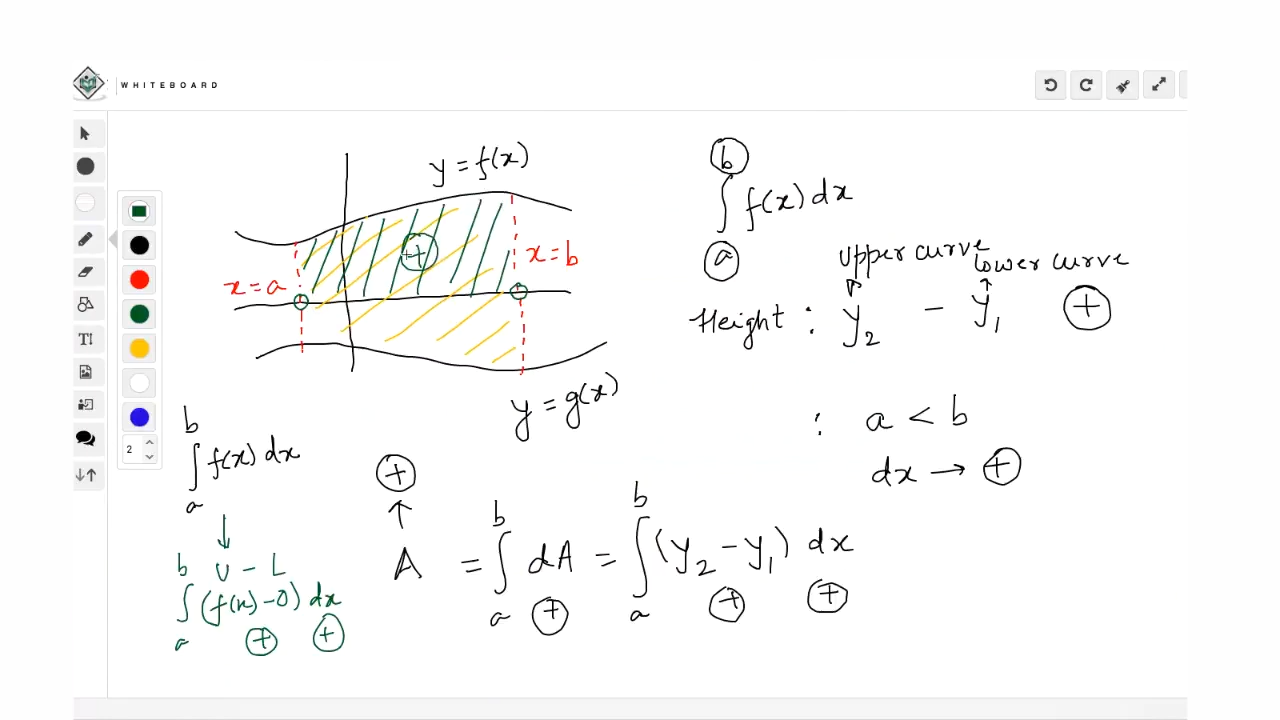 WHITEBOARD
y = f(x)
x = a
x = b
+
y = g(x)
b
∫ f(x) dx
a
upper curve
lower curve
Height : y₂ − y₁ +
: a < b
dx → +
b
∫ f(x) dx
a
↓
U − L
b
∫ (f(x) − 0) dx
a
+ +
+
↑
b b
A = ∫ dA = ∫ (y₂ − y₁) dx
a + a + +
T
2